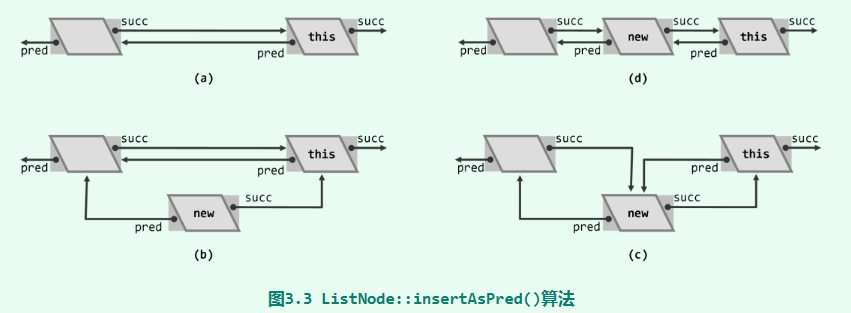 succ succ
this
pred pred
(a)
succ succ succ
new this
pred pred pred
(d)
succ succ
this
pred pred
succ
new
pred
(b)
succ succ
this
pred pred
succ
new
pred
(c)
图3.3 ListNode::insertAsPred()算法